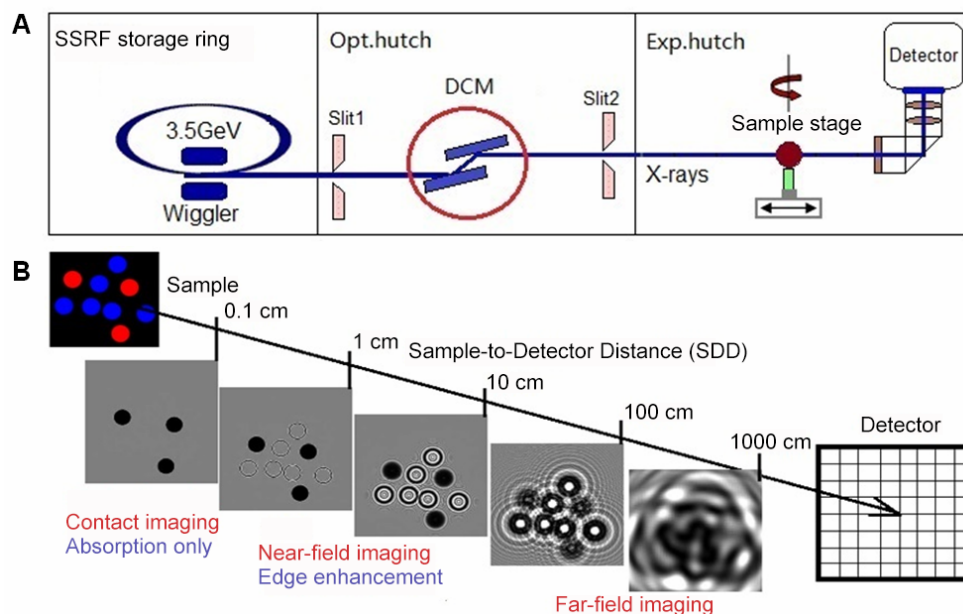 A
SSRF storage ring
3.5GeV
Wiggler
Opt.hutch
Slit1
DCM
Slit2
Exp.hutch
Detector
Sample stage
X-rays
B
Sample
0.1 cm
1 cm
Sample-to-Detector Distance (SDD)
10 cm
100 cm
1000 cm
Detector
Contact imaging
Absorption only
Near-field imaging
Edge enhancement
Far-field imaging